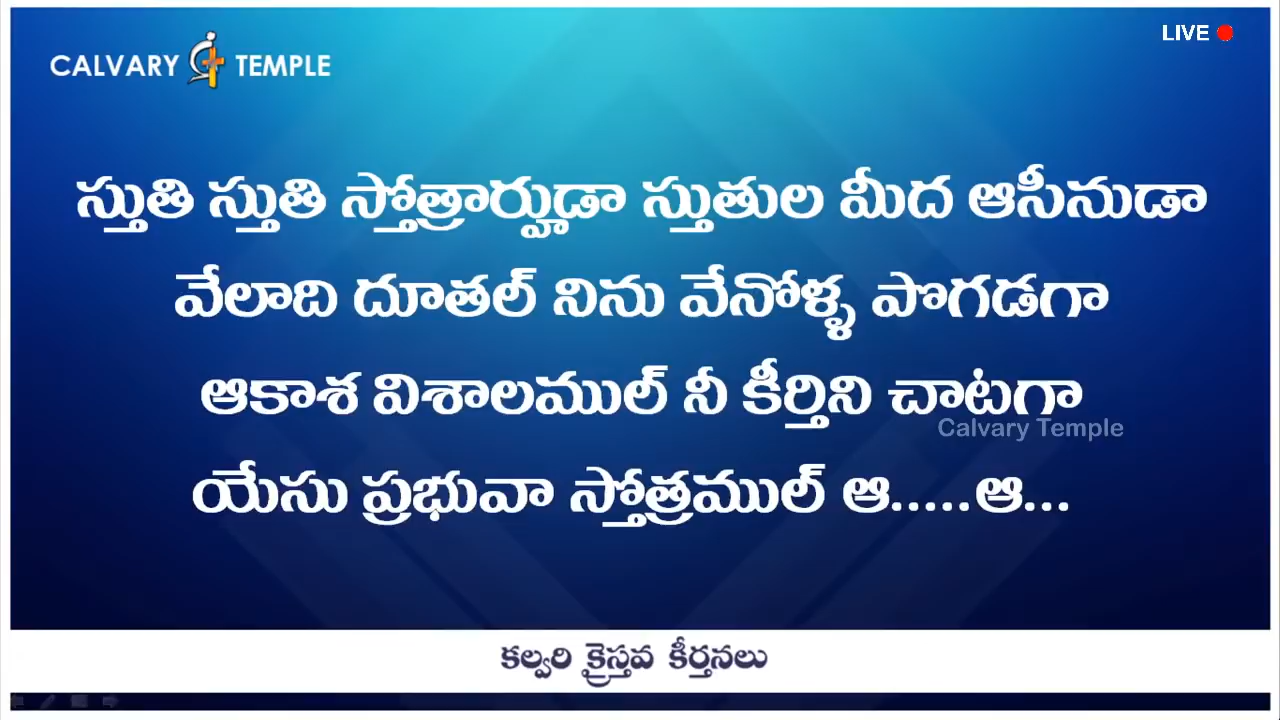 CALVARY TEMPLE
LIVE
స్తుతి స్తుతి స్తోత్రార్హుడా స్తుతుల మీద ఆసీనుడా
వేలాది దూతల్ నిను వేనోళ్ళ పొగడగా
ఆకాశ విశాలముల్ నీ కీర్తిని చాటగా
Calvary Temple
యేసు ప్రభువా స్తోత్రముల్ ఆ.....ఆ...
కల్వరి క్రైస్తవ కీర్తనలు